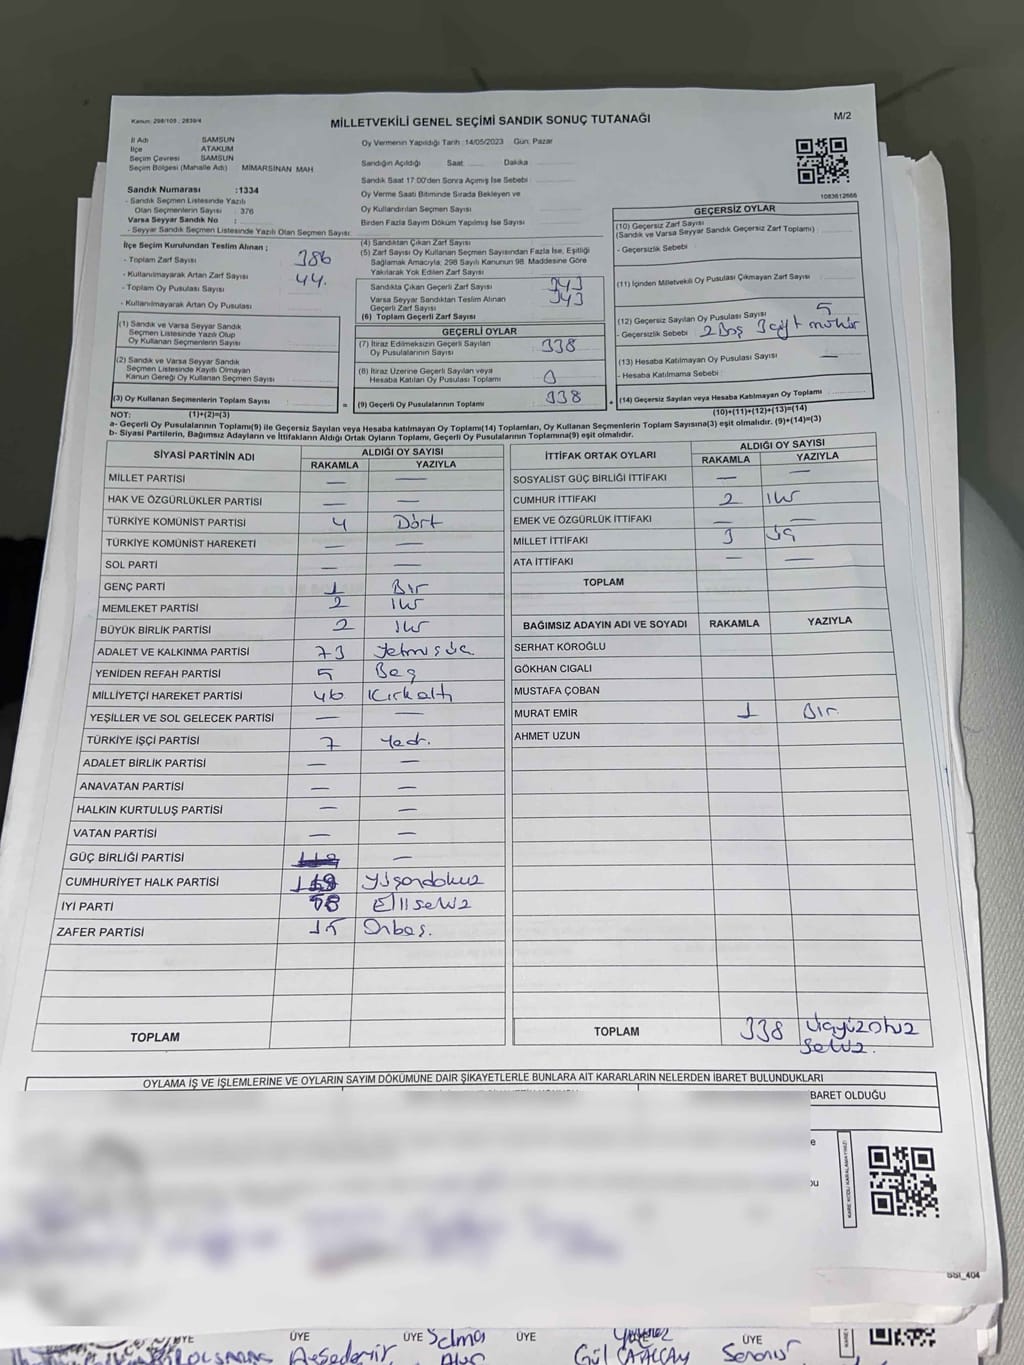 Kanun: 298/105 ; 2839/4
MİLLETVEKİLİ GENEL SEÇİMİ SANDIK SONUÇ TUTANAĞI
M/2
İl Adı SAMSUN
İlçe ATAKUM
Seçim Çevresi SAMSUN
Seçim Bölgesi (Mahalle Adı) MİMARSİNAN MAH
Sandık Numarası :1334
- Sandık Seçmen Listesinde Yazılı
Olan Seçmenlerin Sayısı : 376
Varsa Seyyar Sandık No :
- Seyyar Sandık Seçmen Listesinde Yazılı Olan Seçmen Sayısı:
Oy Vermenin Yapıldığı Tarih :14/05/2023 Gün: Pazar
Sandığın Açıldığı Saat: Dakika
Sandık Saat 17:00'den Sonra Açımış İse Sebebi :
Oy Verme Saati Bitiminde Sırada Bekleyen ve
Oy Kullandırılan Seçmen Sayısı
Birden Fazla Sayım Döküm Yapılmış İse Sayısı
1083612666
İlçe Seçim Kurulundan Teslim Alınan ;
- Toplam Zarf Sayısı 386
- Kullanılmayarak Artan Zarf Sayısı 44.
- Toplam Oy Pusulası Sayısı
- Kullanılmayarak Artan Oy Pusulası
(4) Sandıktan Çıkan Zarf Sayısı
(5) Zarf Sayısı Oy Kullanan Seçmen Sayısından Fazla İse, Eşitliği
Sağlamak Amacıyla; 298 Sayılı Kanunun 98. Maddesine Göre
Yakılarak Yok Edilen Zarf Sayısı
Sandıkta Çıkan Geçerli Zarf Sayısı 343
Varsa Seyyar Sandıktan Teslim Alınan
Geçerli Zarf Sayısı
(6) Toplam Geçerli Zarf Sayısı 343
GEÇERSİZ OYLAR
(10) Geçersiz Zarf Sayısı
(Sandık ve Varsa Seyyar Sandık Geçersiz Zarf Toplamı) :
- Geçersizlik Sebebi
(11) İçinden Milletvekili Oy Pusulası Çıkmayan Zarf Sayısı
(12) Geçersiz Sayılan Oy Pusulası Sayısı 5
- Geçersizlik Sebebi : 2 Boş 3 çift mühür
(13) Hesaba Katılmayan Oy Pusulası Sayısı —
- Hesaba Katılmama Sebebi
(14) Geçersiz Sayılan veya Hesaba Katılmayan Oy Toplamı
(1) Sandık ve Varsa Seyyar Sandık
Seçmen Listesinde Yazılı Olup
Oy Kullanan Seçmenlerin Sayısı
(2) Sandık ve Varsa Seyyar Sandık
Seçmen Listesinde Kayıtlı Olmayan
Kanun Gereği Oy Kullanan Seçmen Sayısı
(3) Oy Kullanan Seçmenlerin Toplam Sayısı
GEÇERLİ OYLAR
(7) İtiraz Edimeksizin Geçerli Sayılan
Oy Pusulalarının Sayısı 338
(8) İtiraz Üzerine Geçerli Sayılan veya
Hesaba Katılan Oy Pusulası Toplamı 0
(9) Geçerli Oy Pusulalarının Toplamı 338
NOT: (1)+(2)=(3) (10)+(11)+(12)+(13)=(14)
a- Geçerli Oy Pusulalarının Toplamı(9) ile Geçersiz Sayılan veya Hesaba katılmayan Oy Toplamı(14) Toplamları, Oy Kullanan Seçmenlerin Toplam Sayısına(3) eşit olmalıdır. (9)+(14)=(3)
b- Siyasi Partilerin, Bağımsız Adayların ve İttifakların Aldığı Ortak Oyların Toplamı, Geçerli Oy Pusulalarının Toplamına(9) eşit olmalıdır.
SİYASİ PARTİNİN ADI ALDIĞI OY SAYISI
RAKAMLA YAZIYLA
MİLLET PARTİSİ — —
HAK VE ÖZGÜRLÜKLER PARTİSİ — —
TÜRKİYE KOMÜNİST PARTİSİ 4 Dört
TÜRKİYE KOMÜNİST HAREKETİ — —
SOL PARTİ — —
GENÇ PARTİ 1 Bir
MEMLEKET PARTİSİ 2 İki
BÜYÜK BİRLİK PARTİSİ 2 İki
ADALET VE KALKINMA PARTİSİ 73 Yetmişüç
YENİDEN REFAH PARTİSİ 5 Beş
MİLLİYETÇİ HAREKET PARTİSİ 46 Kırkaltı
YEŞİLLER VE SOL GELECEK PARTİSİ — —
TÜRKİYE İŞÇİ PARTİSİ 7 Yedi.
ADALET BİRLİK PARTİSİ — —
ANAVATAN PARTİSİ — —
HALKIN KURTULUŞ PARTİSİ — —
VATAN PARTİSİ — —
GÜÇ BİRLİĞİ PARTİSİ —
CUMHURİYET HALK PARTİSİ 119 Yüzondokuz
İYİ PARTİ 58 Ellisekiz
ZAFER PARTİSİ 15 Onbeş.
TOPLAM
İTTİFAK ORTAK OYLARI ALDIĞI OY SAYISI
RAKAMLA YAZIYLA
SOSYALİST GÜÇ BİRLİĞİ İTTİFAKI — —
CUMHUR İTTİFAKI 2 İki
EMEK VE ÖZGÜRLÜK İTTİFAKI — —
MİLLET İTTİFAKI 3 Üç
ATA İTTİFAKI — —
TOPLAM
BAĞIMSIZ ADAYIN ADI VE SOYADI RAKAMLA YAZIYLA
SERHAT KÖROĞLU
GÖKHAN CIGALI
MUSTAFA ÇOBAN
MURAT EMİR 1 Bir.
AHMET UZUN
TOPLAM 338 Üçyüzotuz
sekiz.
OYLAMA İŞ VE İŞLEMLERİNE VE OYLARIN SAYIM DÖKÜMÜNE DAİR ŞİKAYETLERLE BUNLARA AİT KARARLARIN NELERDEN İBARET BULUNDUKLARI
BARET OLDUĞU
SSİ_404
ÜYE ÜYE ÜYE Selma ÜYE ÜYE
Gül